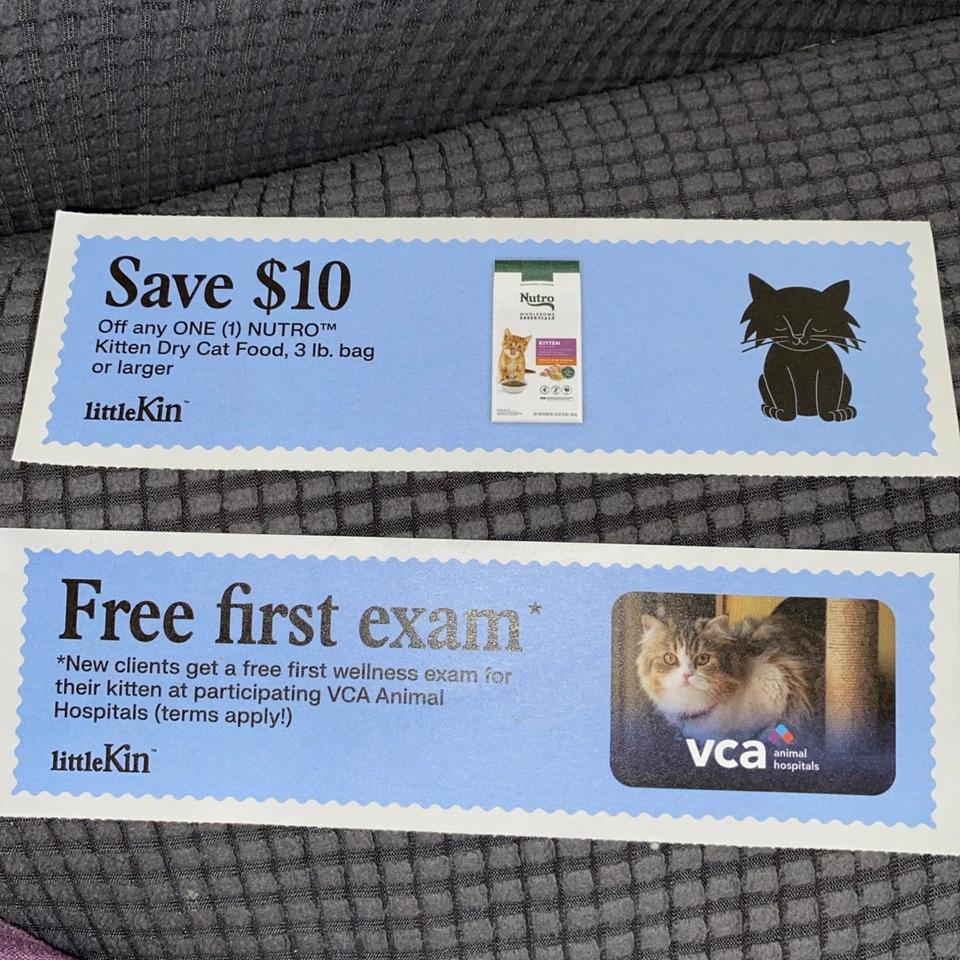 Save $10
Off any ONE (1) NUTRO™
Kitten Dry Cat Food, 3 lb. bag
or larger
littleKin™
Nutro
WHOLESOME
ESSENTIALS
KITTEN
Free first exam*
*New clients get a free first wellness exam for
their kitten at participating VCA Animal
Hospitals (terms apply!)
littleKin™
vca animal
hospitals